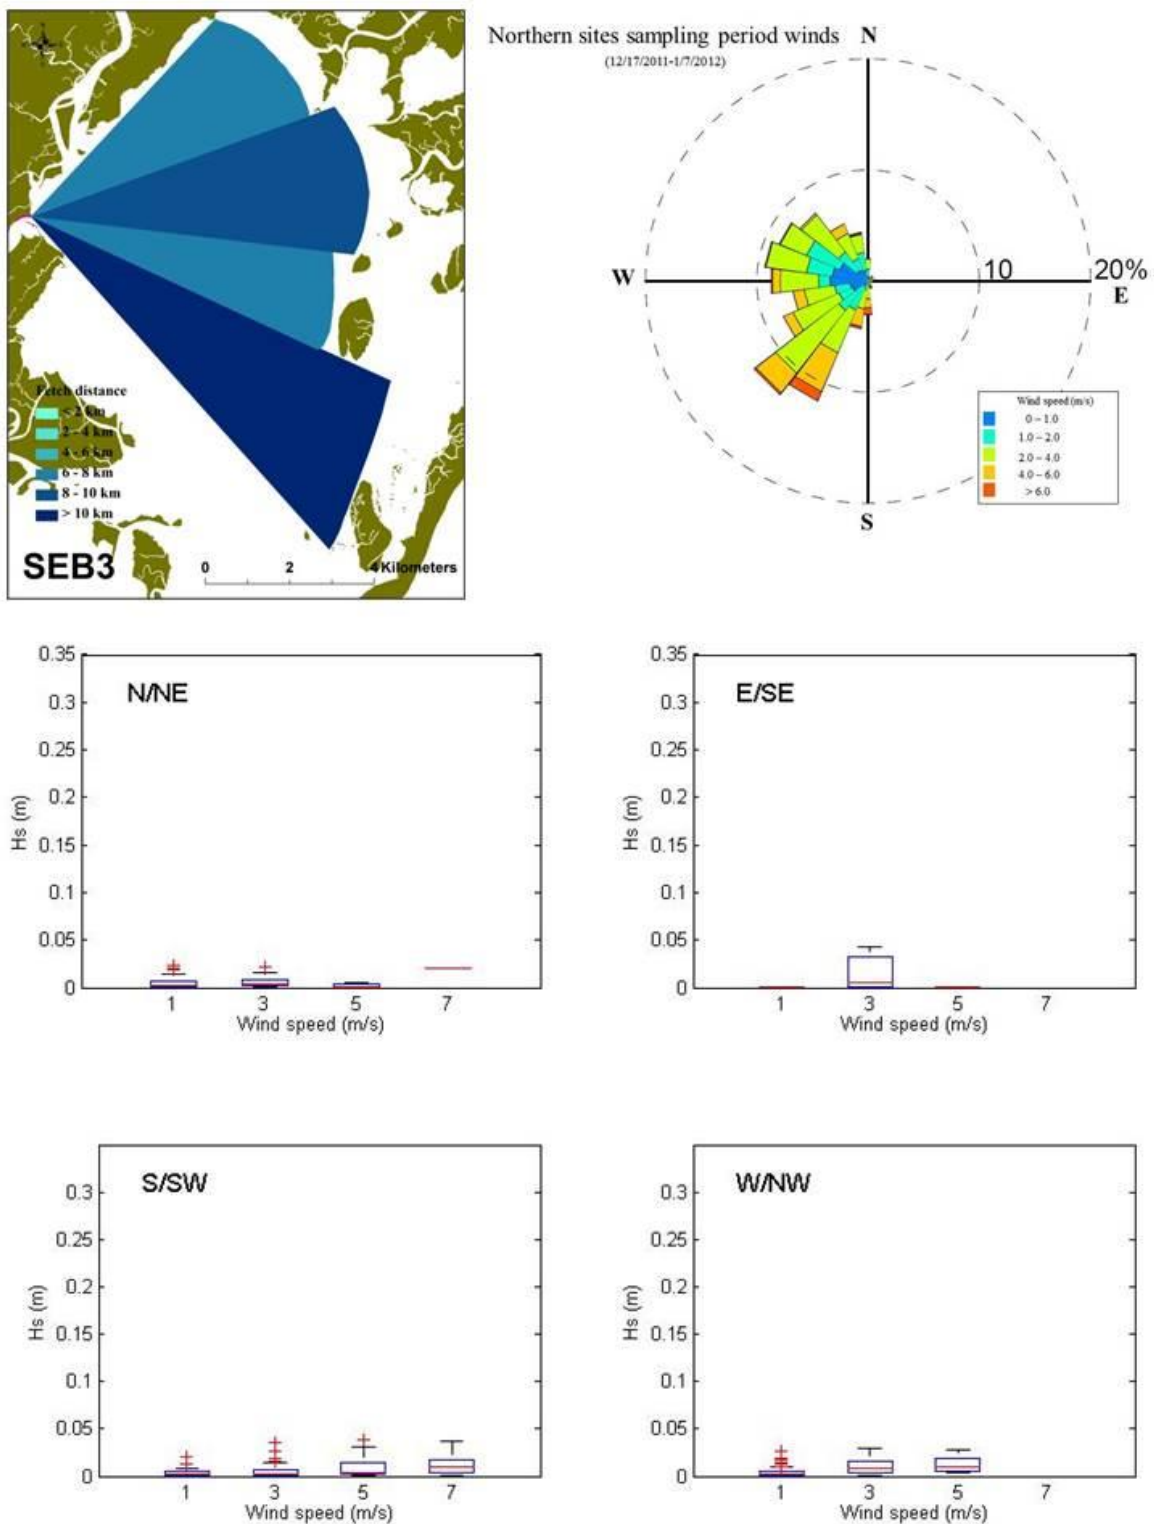 Fetch distance
< 2 km
2 - 4 km
4 - 6 km
6 - 8 km
8 - 10 km
> 10 km
SEB3
0 2 4 Kilometers
Northern sites sampling period winds
(12/17/2011-1/7/2012)
N
W
10
20%
E
S
Wind speed (m/s)
0 – 1.0
1.0 – 2.0
2.0 – 4.0
4.0 – 6.0
> 6.0
N/NE
0.35
0.3
0.25
0.2
0.15
0.1
0.05
0
Hs (m)
1 3 5 7
Wind speed (m/s)
E/SE
0.35
0.3
0.25
0.2
0.15
0.1
0.05
0
Hs (m)
1 3 5 7
Wind speed (m/s)
S/SW
0.3
0.25
0.2
0.15
0.1
0.05
0
Hs (m)
1 3 5 7
Wind speed (m/s)
W/NW
0.3
0.25
0.2
0.15
0.1
0.05
0
Hs (m)
1 3 5 7
Wind speed (m/s)